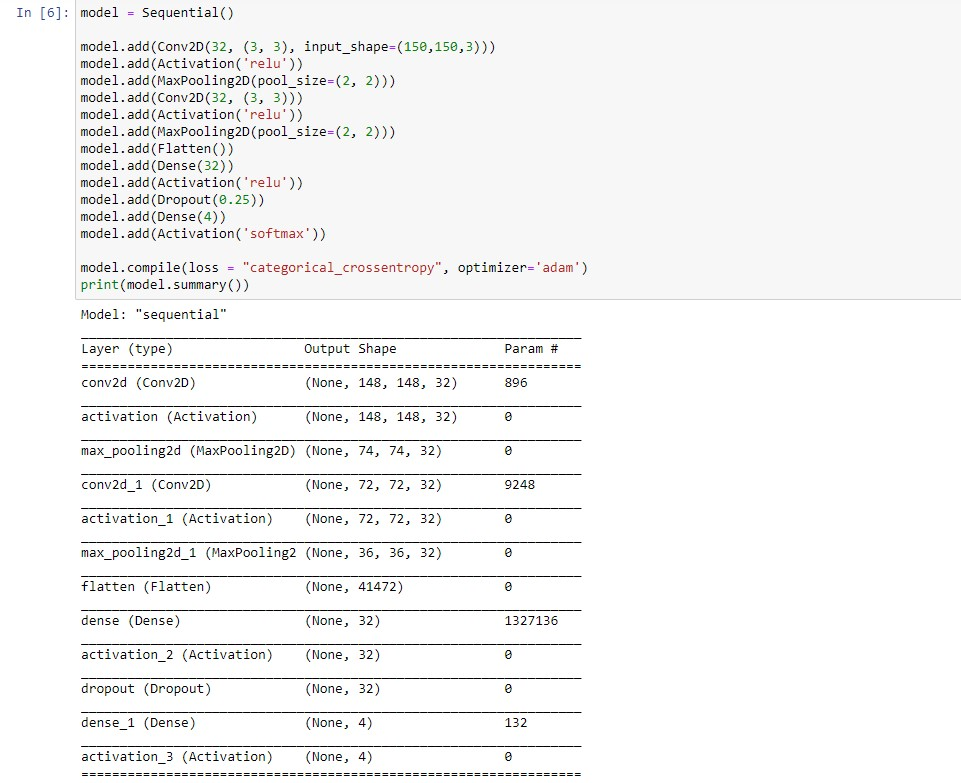 In [6]: model = Sequential()
model.add(Conv2D(32, (3, 3), input_shape=(150,150,3)))
model.add(Activation('relu'))
model.add(MaxPooling2D(pool_size=(2, 2)))
model.add(Conv2D(32, (3, 3)))
model.add(Activation('relu'))
model.add(MaxPooling2D(pool_size=(2, 2)))
model.add(Flatten())
model.add(Dense(32))
model.add(Activation('relu'))
model.add(Dropout(0.25))
model.add(Dense(4))
model.add(Activation('softmax'))
model.compile(loss = "categorical_crossentropy", optimizer='adam')
print(model.summary())
Model: "sequential"
_________________________________________________________________
Layer (type)                 Output Shape              Param #
=================================================================
conv2d (Conv2D)              (None, 148, 148, 32)      896
_________________________________________________________________
activation (Activation)      (None, 148, 148, 32)      0
_________________________________________________________________
max_pooling2d (MaxPooling2D) (None, 74, 74, 32)        0
_________________________________________________________________
conv2d_1 (Conv2D)            (None, 72, 72, 32)        9248
_________________________________________________________________
activation_1 (Activation)    (None, 72, 72, 32)        0
_________________________________________________________________
max_pooling2d_1 (MaxPooling2 (None, 36, 36, 32)        0
_________________________________________________________________
flatten (Flatten)            (None, 41472)             0
_________________________________________________________________
dense (Dense)                (None, 32)                1327136
_________________________________________________________________
activation_2 (Activation)    (None, 32)                0
_________________________________________________________________
dropout (Dropout)            (None, 32)                0
_________________________________________________________________
dense_1 (Dense)              (None, 4)                 132
_________________________________________________________________
activation_3 (Activation)    (None, 4)                 0
=================================================================